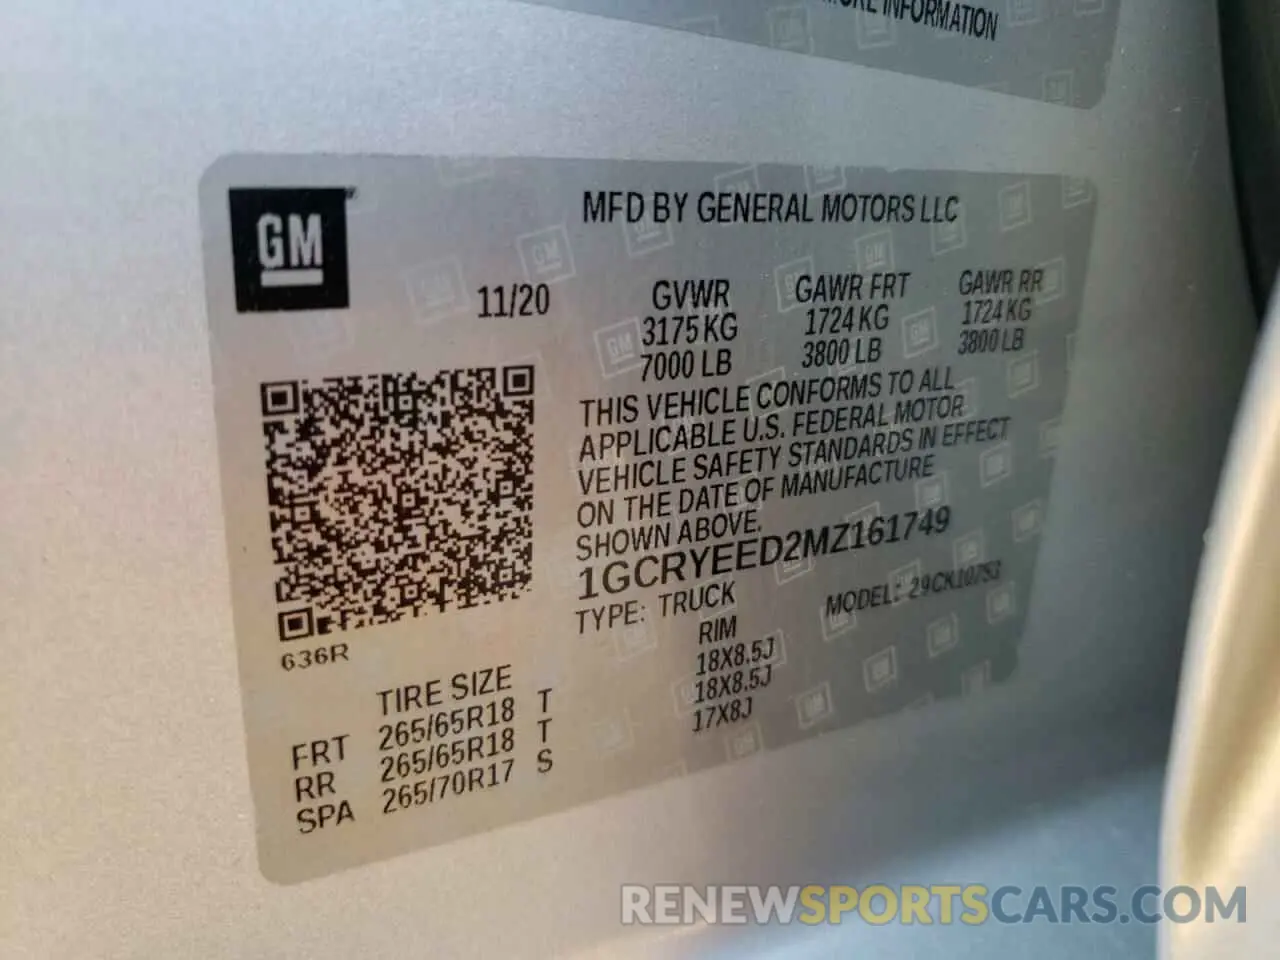 MORE INFORMATION
GM
MFD BY GENERAL MOTORS LLC
11/20
GVWR GAWR FRT GAWR RR
3175 KG 1724 KG 1724 KG
7000 LB 3800 LB 3800 LB
THIS VEHICLE CONFORMS TO ALL
APPLICABLE U.S. FEDERAL MOTOR
VEHICLE SAFETY STANDARDS IN EFFECT
ON THE DATE OF MANUFACTURE
SHOWN ABOVE.
1GCRYEED2MZ161749
TYPE: TRUCK MODEL:
636R
TIRE SIZE RIM
FRT 265/65R18 T 18X8.5J
RR 265/65R18 T 18X8.5J
SPA 265/70R17 S 17X8J
RENEWSPORTSCARS.COM